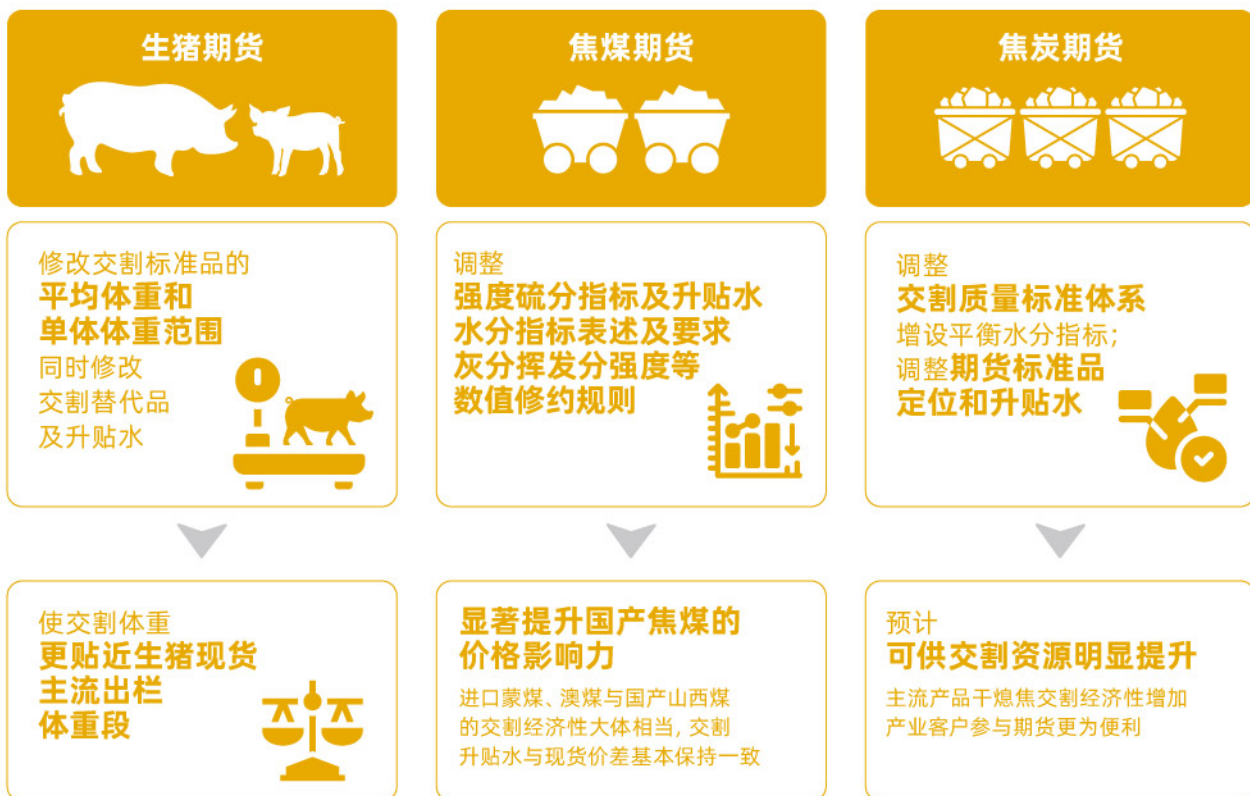 生猪期货
修改交割标准品的
平均体重和
单体体重范围
同时修改
交割替代品
及升贴水
使交割体重
更贴近生猪现货
主流出栏
体重段
焦煤期货
调整
强度硫分指标及升贴水
水分指标表述及要求
灰分挥发分强度等
数值修约规则
显著提升国产焦煤的
价格影响力
进口蒙煤、澳煤与国产山西煤
的交割经济性大体相当, 交割
升贴水与现货价差基本保持一致
焦炭期货
调整
交割质量标准体系
增设平衡水分指标;
调整期货标准品
定位和升贴水
预计
可供交割资源明显提升
主流产品干熄焦交割经济性增加
产业客户参与期货更为便利